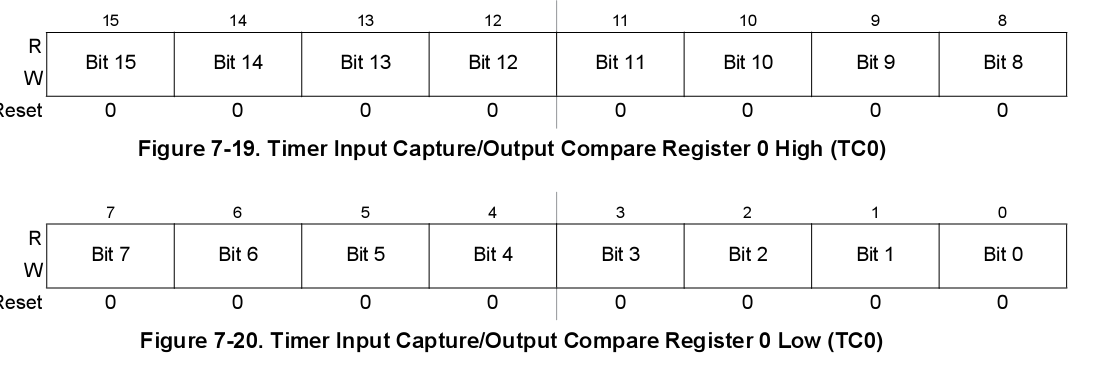 15 14 13 12 11 10 9 8
R
W
Bit 15 Bit 14 Bit 13 Bit 12 Bit 11 Bit 10 Bit 9 Bit 8
Reset 0 0 0 0 0 0 0 0
Figure 7-19. Timer Input Capture/Output Compare Register 0 High (TC0)
7 6 5 4 3 2 1 0
R
W
Bit 7 Bit 6 Bit 5 Bit 4 Bit 3 Bit 2 Bit 1 Bit 0
Reset 0 0 0 0 0 0 0 0
Figure 7-20. Timer Input Capture/Output Compare Register 0 Low (TC0)